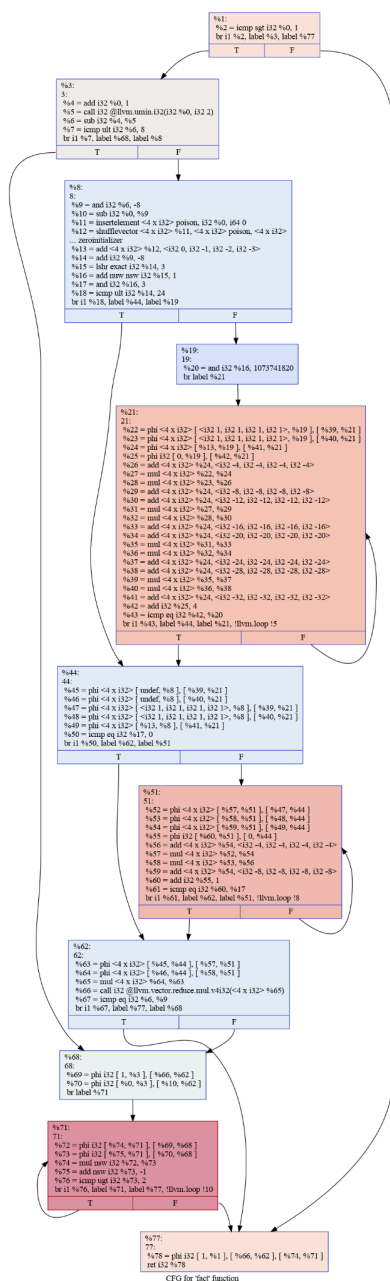 %1:
%2 = icmp sgt i32 %0, 1
br i1 %2, label %3, label %77
T F
%3:
3:
%4 = add i32 %0, 1
%5 = call i32 @llvm.umin.i32(i32 %0, i32 2)
%6 = sub i32 %4, %5
%7 = icmp ult i32 %6, 8
br i1 %7, label %68, label %8
T F
%8:
8:
%9 = and i32 %6, -8
%10 = sub i32 %0, %9
%11 = insertelement <4 x i32> poison, i32 %0, i64 0
%12 = shufflevector <4 x i32> %11, <4 x i32> poison, <4 x i32>
... zeroinitializer
%13 = add <4 x i32> %12, <i32 0, i32 -1, i32 -2, i32 -3>
%14 = add i32 %9, -8
%15 = lshr exact i32 %14, 3
%16 = add nuw nsw i32 %15, 1
%17 = and i32 %16, 3
%18 = icmp ult i32 %14, 24
br i1 %18, label %44, label %19
T F
%19:
19:
%20 = and i32 %16, 1073741820
br label %21
%21:
21:
%22 = phi <4 x i32> [ <i32 1, i32 1, i32 1, i32 1>, %19 ], [ %39, %21 ]
%23 = phi <4 x i32> [ <i32 1, i32 1, i32 1, i32 1>, %19 ], [ %40, %21 ]
%24 = phi <4 x i32> [ %13, %19 ], [ %41, %21 ]
%25 = phi i32 [ 0, %19 ], [ %42, %21 ]
%26 = add <4 x i32> %24, <i32 -4, i32 -4, i32 -4, i32 -4>
%27 = mul <4 x i32> %22, %24
%28 = mul <4 x i32> %23, %26
%29 = add <4 x i32> %24, <i32 -8, i32 -8, i32 -8, i32 -8>
%30 = add <4 x i32> %24, <i32 -12, i32 -12, i32 -12, i32 -12>
%31 = mul <4 x i32> %27, %29
%32 = mul <4 x i32> %28, %30
%33 = add <4 x i32> %24, <i32 -16, i32 -16, i32 -16, i32 -16>
%34 = add <4 x i32> %24, <i32 -20, i32 -20, i32 -20, i32 -20>
%35 = mul <4 x i32> %31, %33
%36 = mul <4 x i32> %32, %34
%37 = add <4 x i32> %24, <i32 -24, i32 -24, i32 -24, i32 -24>
%38 = add <4 x i32> %24, <i32 -28, i32 -28, i32 -28, i32 -28>
%39 = mul <4 x i32> %35, %37
%40 = mul <4 x i32> %36, %38
%41 = add <4 x i32> %24, <i32 -32, i32 -32, i32 -32, i32 -32>
%42 = add i32 %25, 4
%43 = icmp eq i32 %42, %20
br i1 %43, label %44, label %21, !llvm.loop !5
T F
%44:
44:
%45 = phi <4 x i32> [ undef, %8 ], [ %39, %21 ]
%46 = phi <4 x i32> [ undef, %8 ], [ %40, %21 ]
%47 = phi <4 x i32> [ <i32 1, i32 1, i32 1, i32 1>, %8 ], [ %39, %21 ]
%48 = phi <4 x i32> [ <i32 1, i32 1, i32 1, i32 1>, %8 ], [ %40, %21 ]
%49 = phi <4 x i32> [ %13, %8 ], [ %41, %21 ]
%50 = icmp eq i32 %17, 0
br i1 %50, label %62, label %51
T F
%51:
51:
%52 = phi <4 x i32> [ %57, %51 ], [ %47, %44 ]
%53 = phi <4 x i32> [ %58, %51 ], [ %48, %44 ]
%54 = phi <4 x i32> [ %59, %51 ], [ %49, %44 ]
%55 = phi i32 [ %60, %51 ], [ 0, %44 ]
%56 = add <4 x i32> %54, <i32 -4, i32 -4, i32 -4, i32 -4>
%57 = mul <4 x i32> %52, %54
%58 = mul <4 x i32> %53, %56
%59 = add <4 x i32> %54, <i32 -8, i32 -8, i32 -8, i32 -8>
%60 = add i32 %55, 1
%61 = icmp eq i32 %60, %17
br i1 %61, label %62, label %51, !llvm.loop !8
T F
%62:
62:
%63 = phi <4 x i32> [ %45, %44 ], [ %57, %51 ]
%64 = phi <4 x i32> [ %46, %44 ], [ %58, %51 ]
%65 = mul <4 x i32> %64, %63
%66 = call i32 @llvm.vector.reduce.mul.v4i32(<4 x i32> %65)
%67 = icmp eq i32 %6, %9
br i1 %67, label %77, label %68
T F
%68:
68:
%69 = phi i32 [ 1, %3 ], [ %66, %62 ]
%70 = phi i32 [ %0, %3 ], [ %10, %62 ]
br label %71
%71:
71:
%72 = phi i32 [ %74, %71 ], [ %69, %68 ]
%73 = phi i32 [ %75, %71 ], [ %70, %68 ]
%74 = mul nsw i32 %72, %73
%75 = add nsw i32 %73, -1
%76 = icmp ugt i32 %73, 2
br i1 %76, label %71, label %77, !llvm.loop !10
T F
%77:
77:
%78 = phi i32 [ 1, %1 ], [ %66, %62 ], [ %74, %71 ]
ret i32 %78
CFG for 'fact' function